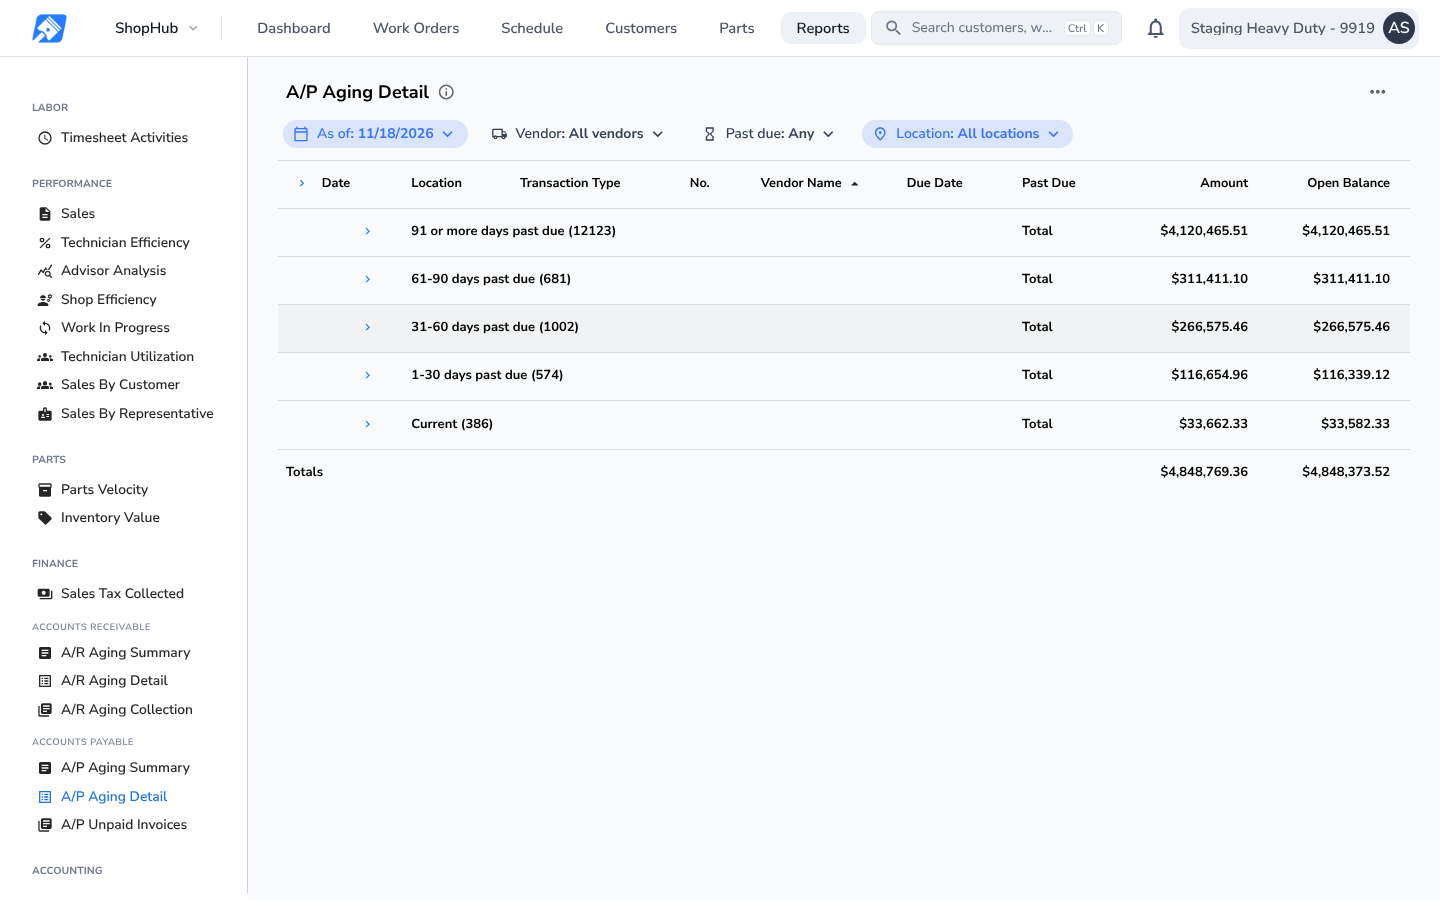 ShopHub
Dashboard
Work Orders
Schedule
Customers
Parts
Reports
Search customers, w...
Ctrl K
Staging Heavy Duty - 9919
AS
LABOR
Timesheet Activities
PERFORMANCE
Sales
Technician Efficiency
Advisor Analysis
Shop Efficiency
Work In Progress
Technician Utilization
Sales By Customer
Sales By Representative
PARTS
Parts Velocity
Inventory Value
FINANCE
Sales Tax Collected
ACCOUNTS RECEIVABLE
A/R Aging Summary
A/R Aging Detail
A/R Aging Collection
ACCOUNTS PAYABLE
A/P Aging Summary
A/P Aging Detail
A/P Unpaid Invoices
ACCOUNTING
A/P Aging Detail
As of: 11/18/2026
Vendor: All vendors
Past due: Any
Location: All locations
Date Location Transaction Type No. Vendor Name Due Date Past Due Amount Open Balance
91 or more days past due (12123) Total $4,120,465.51 $4,120,465.51
61-90 days past due (681) Total $311,411.10 $311,411.10
31-60 days past due (1002) Total $266,575.46 $266,575.46
1-30 days past due (574) Total $116,654.96 $116,339.12
Current (386) Total $33,662.33 $33,582.33
Totals $4,848,769.36 $4,848,373.52